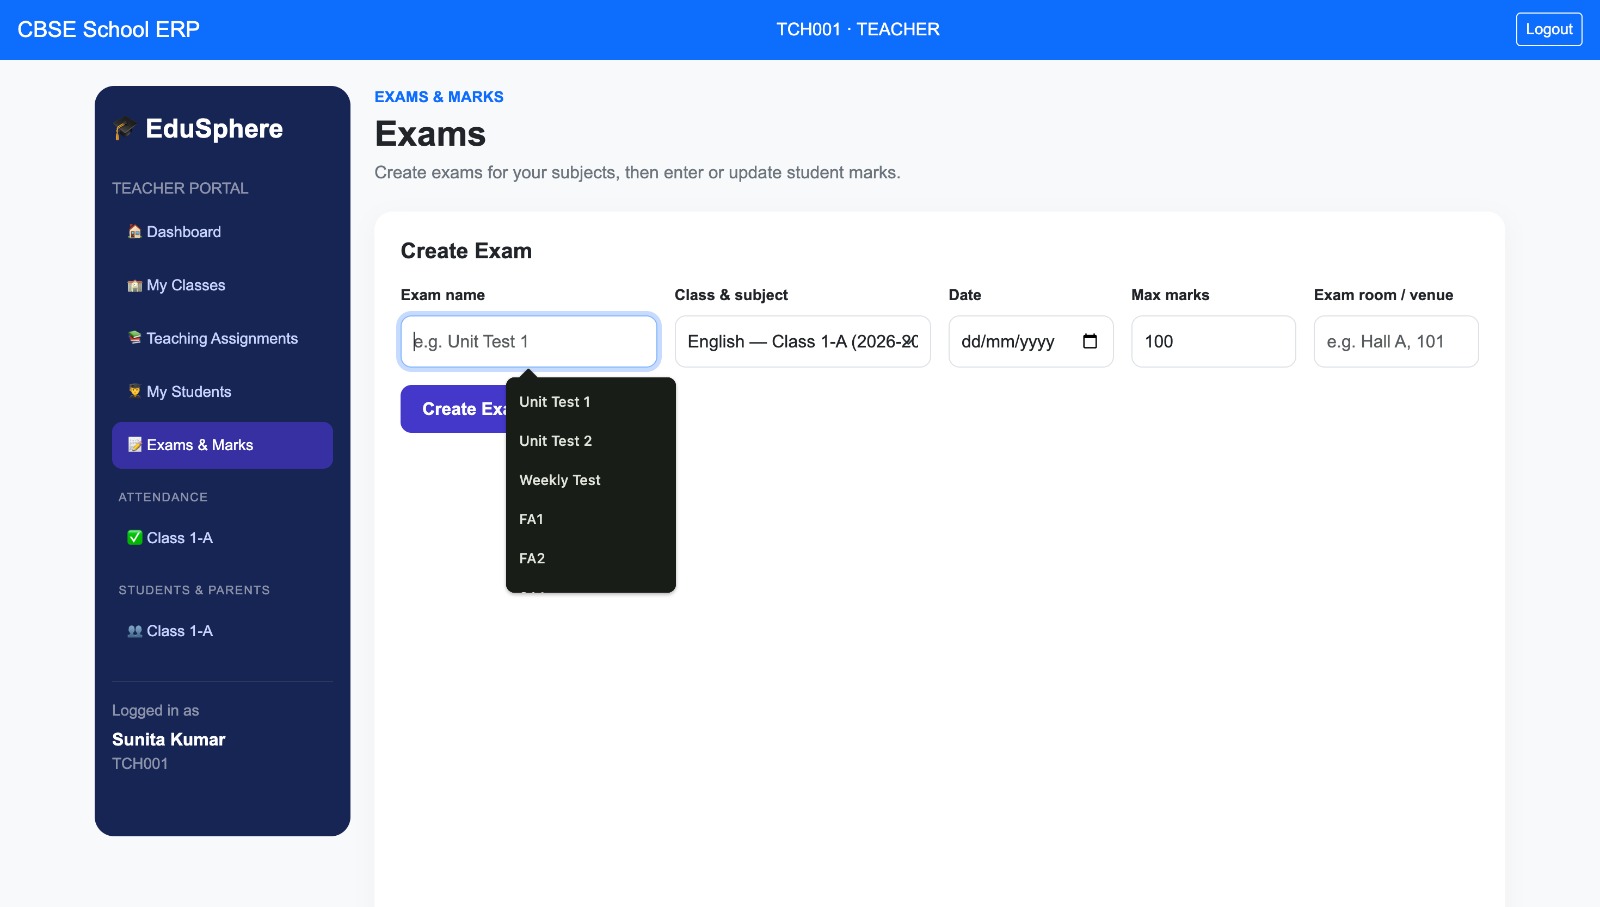 CBSE School ERP
TCH001 · TEACHER
Logout
EduSphere
TEACHER PORTAL
Dashboard
My Classes
Teaching Assignments
My Students
Exams & Marks
ATTENDANCE
Class 1-A
STUDENTS & PARENTS
Class 1-A
Logged in as
Sunita Kumar
TCH001
EXAMS & MARKS
Exams
Create exams for your subjects, then enter or update student marks.
Create Exam
Exam name
Class & subject
Date
Max marks
Exam room / venue
e.g. Unit Test 1
English — Class 1-A (2026-20
dd/mm/yyyy
100
e.g. Hall A, 101
Create Exa
Unit Test 1
Unit Test 2
Weekly Test
FA1
FA2